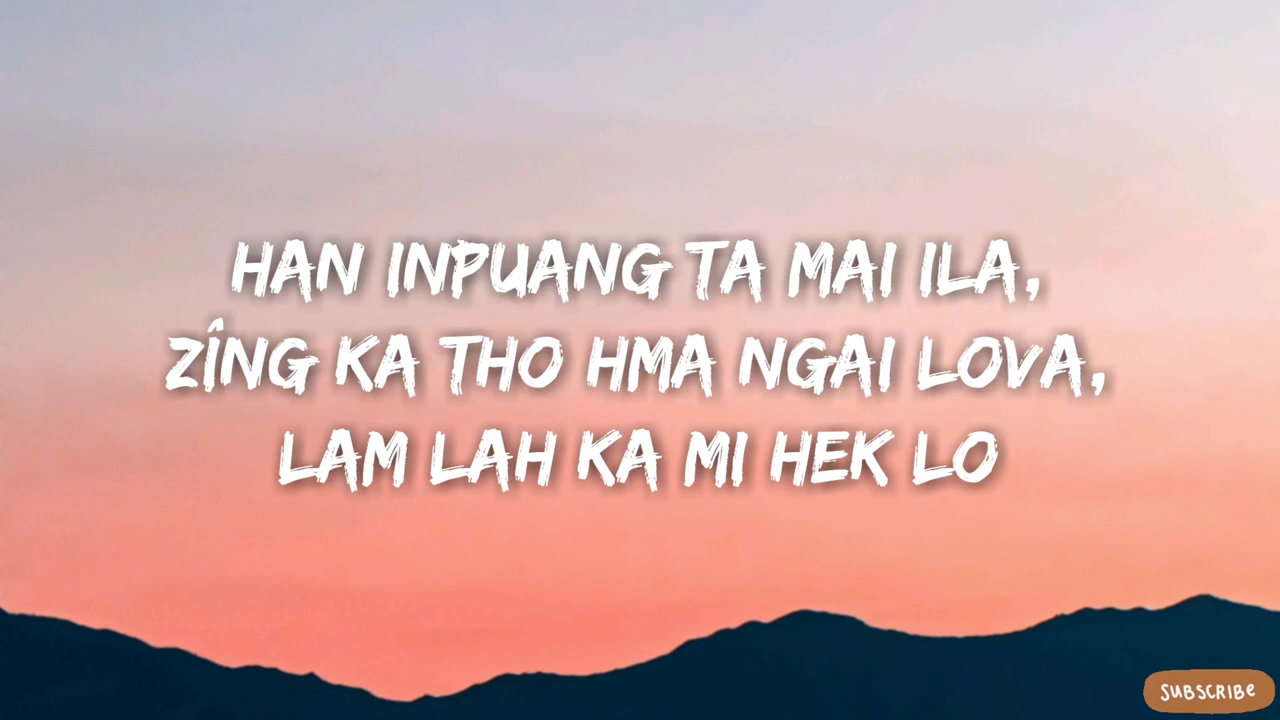 HAN INPUANG TA MAI ILA,
ZÎNG KA THO HMA NGAI LOVA,
LAM LAH KA MI HEK LO
SUBSCRIBe